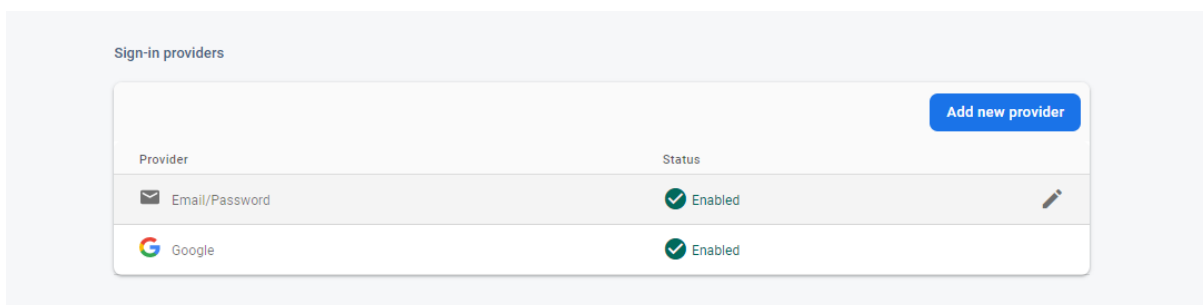 Sign-in providers
Add new provider
Provider Status
Email/Password Enabled
Google Enabled